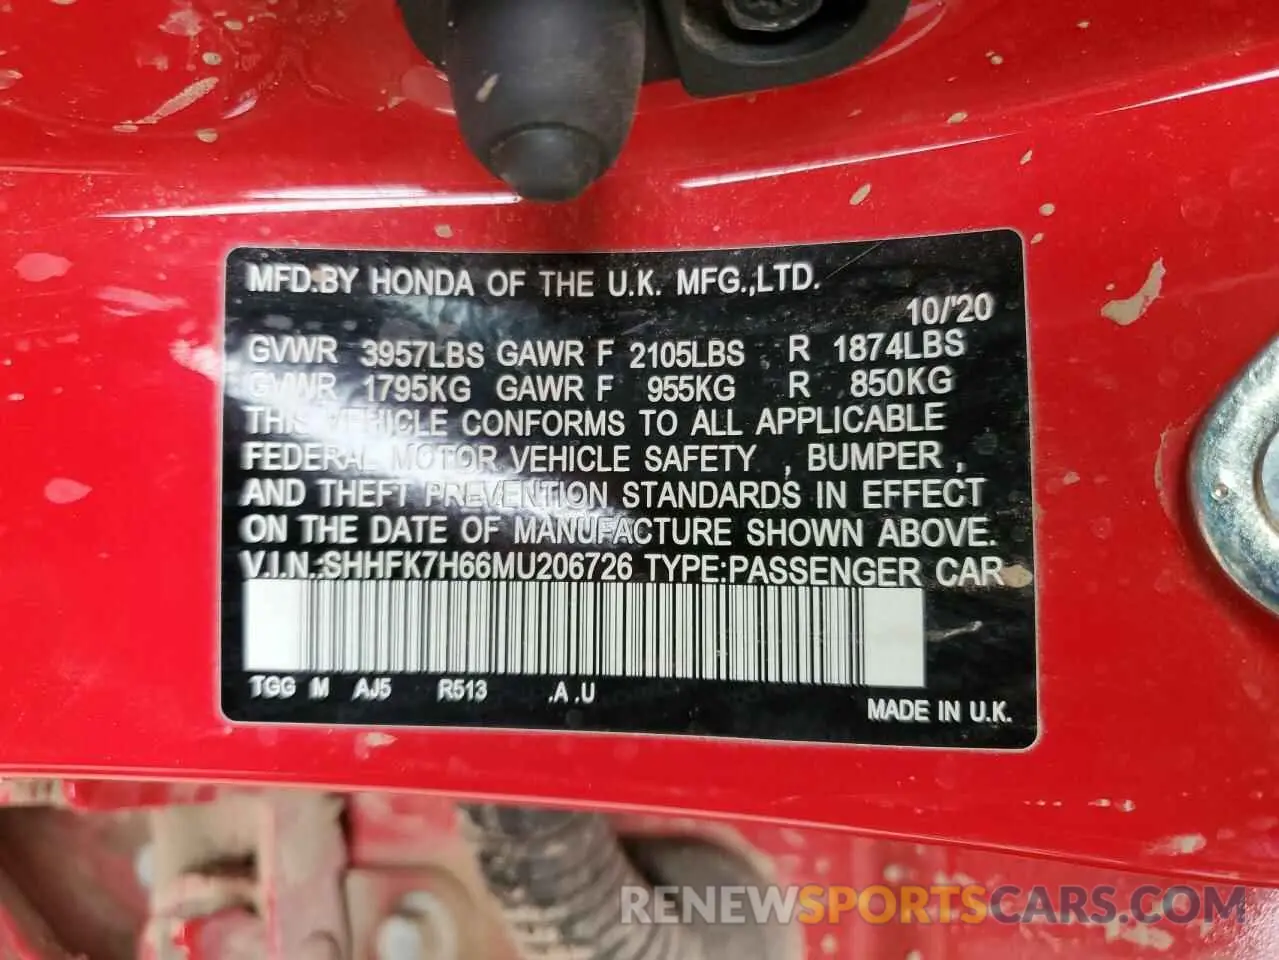 MFD.BY HONDA OF THE U.K. MFG.,LTD.
10/'20
GVWR 3957LBS GAWR F 2105LBS R 1874LBS
GVWR 1795KG GAWR F 955KG R 850KG
THIS VEHICLE CONFORMS TO ALL APPLICABLE
FEDERAL MOTOR VEHICLE SAFETY , BUMPER ,
AND THEFT PREVENTION STANDARDS IN EFFECT
ON THE DATE OF MANUFACTURE SHOWN ABOVE.
V.I.N.:SHHFK7H66MU206726 TYPE:PASSENGER CAR
TGG M AJ5 R513 .A .U
MADE IN U.K.
RENEWSPORTSCARS.COM